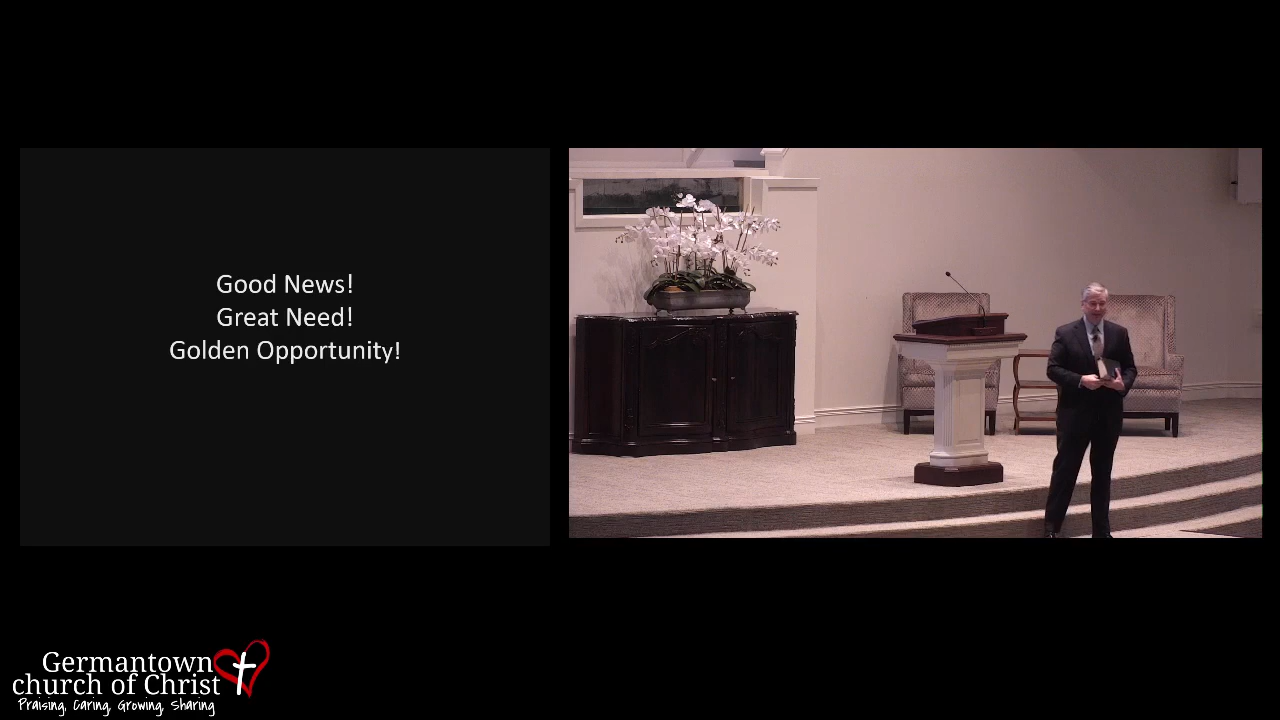 Good News!
Great Need!
Golden Opportunity!
Germantown
church of Christ
Praising, Caring, Growing, Sharing